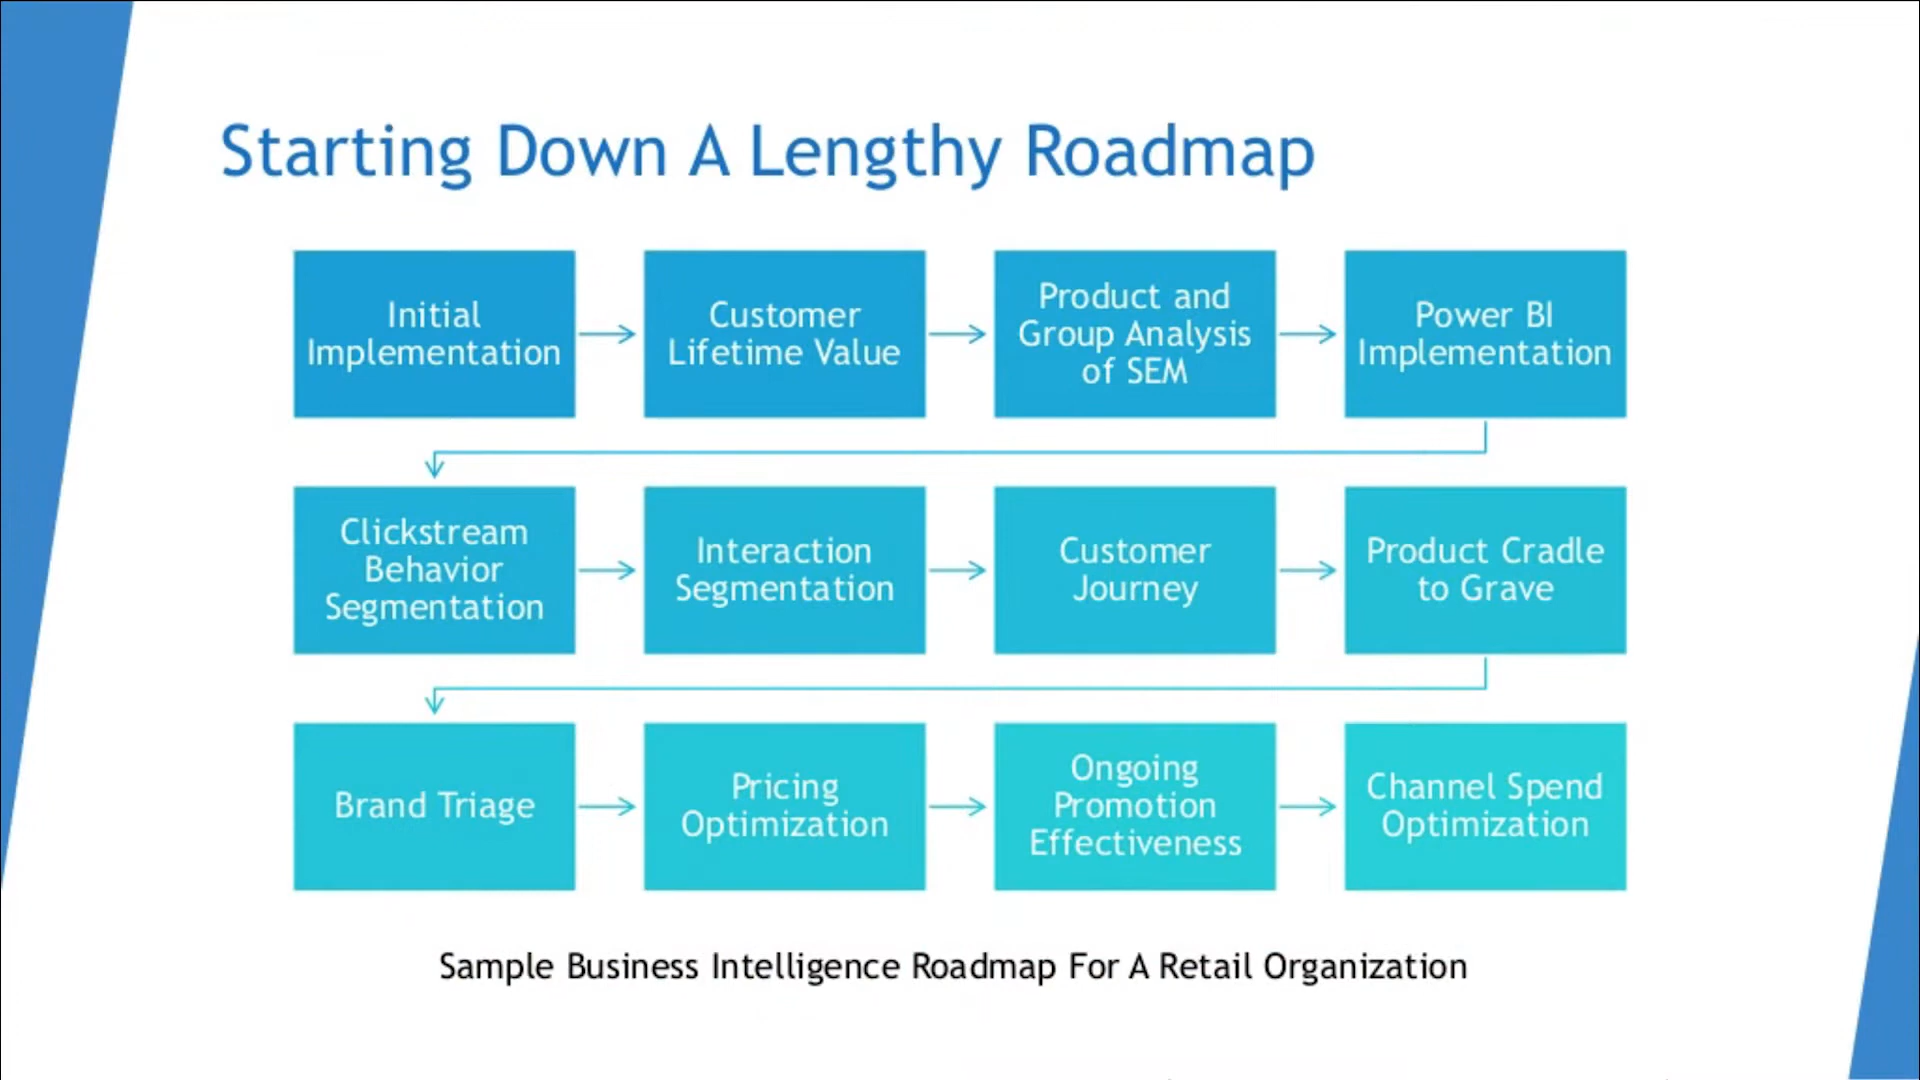 Starting Down A Lengthy Roadmap
Initial
Implementation
Customer
Lifetime Value
Product and
Group Analysis
of SEM
Power BI
Implementation
Clickstream
Behavior
Segmentation
Interaction
Segmentation
Customer
Journey
Product Cradle
to Grave
Brand Triage
Pricing
Optimization
Ongoing
Promotion
Effectiveness
Channel Spend
Optimization
Sample Business Intelligence Roadmap For A Retail Organization